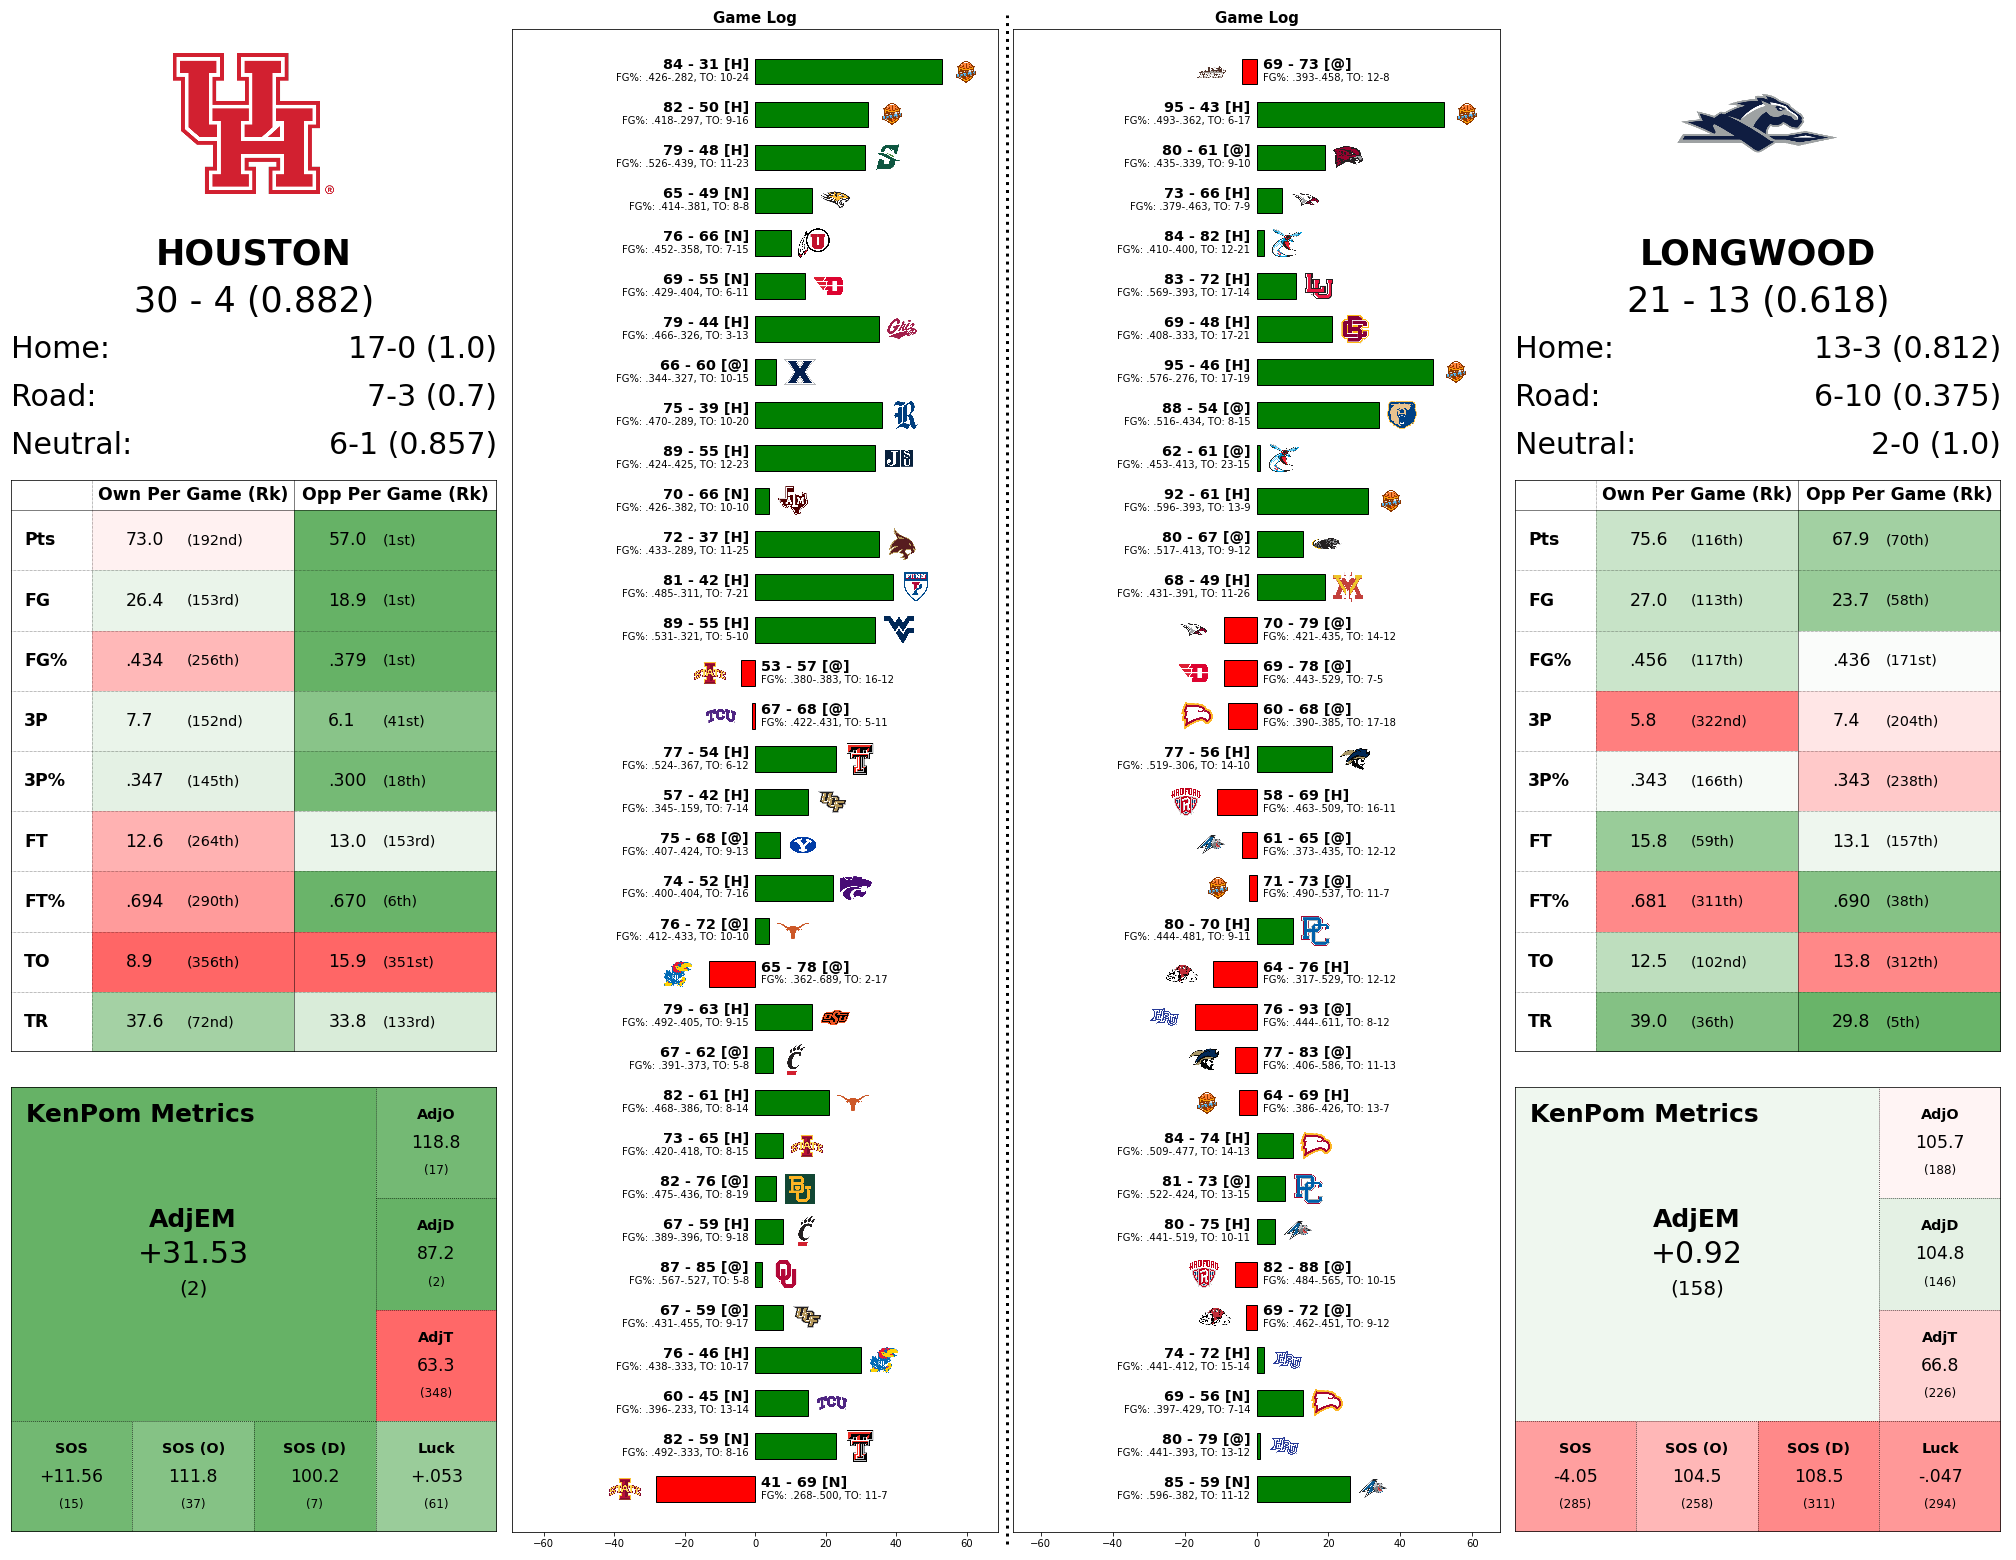 HOUSTON
30 - 4 (0.882)
Home: 17-0 (1.0)
Road: 7-3 (0.7)
Neutral: 6-1 (0.857)
Own Per Game (Rk) Opp Per Game (Rk)
Pts 73.0 (192nd) 57.0 (1st)
FG 26.4 (153rd) 18.9 (1st)
FG% .434 (256th) .379 (1st)
3P 7.7 (152nd) 6.1 (41st)
3P% .347 (145th) .300 (18th)
FT 12.6 (264th) 13.0 (153rd)
FT% .694 (290th) .670 (6th)
TO 8.9 (356th) 15.9 (351st)
TR 37.6 (72nd) 33.8 (133rd)
KenPom Metrics
AdjEM
+31.53
(2)
AdjO
118.8
(17)
AdjD
87.2
(2)
AdjT
63.3
(348)
SOS
+11.56
(15)
SOS (O)
111.8
(37)
SOS (D)
100.2
(7)
Luck
+.053
(61)
Game Log
84 - 31 [H]
FG%: .426-.282, TO: 10-24
82 - 50 [H]
FG%: .418-.297, TO: 9-16
79 - 48 [H]
FG%: .526-.439, TO: 11-23
65 - 49 [N]
FG%: .414-.381, TO: 8-8
76 - 66 [N]
FG%: .452-.358, TO: 7-15
69 - 55 [N]
FG%: .429-.404, TO: 6-11
79 - 44 [H]
FG%: .466-.326, TO: 3-13
66 - 60 [@]
FG%: .344-.327, TO: 10-15
75 - 39 [H]
FG%: .470-.289, TO: 10-20
89 - 55 [H]
FG%: .424-.425, TO: 12-23
70 - 66 [N]
FG%: .426-.382, TO: 10-10
72 - 37 [H]
FG%: .433-.289, TO: 11-25
81 - 42 [H]
FG%: .485-.311, TO: 7-21
89 - 55 [H]
FG%: .531-.321, TO: 5-10
53 - 57 [@]
FG%: .380-.383, TO: 16-12
67 - 68 [@]
FG%: .422-.431, TO: 5-11
77 - 54 [H]
FG%: .524-.367, TO: 6-12
57 - 42 [H]
FG%: .345-.159, TO: 7-14
75 - 68 [@]
FG%: .407-.424, TO: 9-13
74 - 52 [H]
FG%: .400-.404, TO: 7-16
76 - 72 [@]
FG%: .412-.433, TO: 10-10
65 - 78 [@]
FG%: .362-.689, TO: 2-17
79 - 63 [H]
FG%: .492-.405, TO: 9-15
67 - 62 [@]
FG%: .391-.373, TO: 5-8
82 - 61 [H]
FG%: .468-.386, TO: 8-14
73 - 65 [H]
FG%: .420-.418, TO: 8-15
82 - 76 [@]
FG%: .475-.436, TO: 8-19
67 - 59 [H]
FG%: .389-.396, TO: 9-18
87 - 85 [@]
FG%: .567-.527, TO: 5-8
67 - 59 [@]
FG%: .431-.455, TO: 9-17
76 - 46 [H]
FG%: .438-.333, TO: 10-17
60 - 45 [N]
FG%: .396-.233, TO: 13-14
82 - 59 [N]
FG%: .492-.333, TO: 8-16
41 - 69 [N]
FG%: .268-.500, TO: 11-7
−60 −40 −20 0 20 40 60
Game Log
69 - 73 [@]
FG%: .393-.458, TO: 12-8
95 - 43 [H]
FG%: .493-.362, TO: 6-17
80 - 61 [@]
FG%: .435-.339, TO: 9-10
73 - 66 [H]
FG%: .379-.463, TO: 7-9
84 - 82 [H]
FG%: .410-.400, TO: 12-21
83 - 72 [H]
FG%: .569-.393, TO: 17-14
69 - 48 [H]
FG%: .408-.333, TO: 17-21
95 - 46 [H]
FG%: .576-.276, TO: 17-19
88 - 54 [@]
FG%: .516-.434, TO: 8-15
62 - 61 [@]
FG%: .453-.413, TO: 23-15
92 - 61 [H]
FG%: .596-.393, TO: 13-9
80 - 67 [@]
FG%: .517-.413, TO: 9-12
68 - 49 [H]
FG%: .431-.391, TO: 11-26
70 - 79 [@]
FG%: .421-.435, TO: 14-12
69 - 78 [@]
FG%: .443-.529, TO: 7-5
60 - 68 [@]
FG%: .390-.385, TO: 17-18
77 - 56 [H]
FG%: .519-.306, TO: 14-10
58 - 69 [H]
FG%: .463-.509, TO: 16-11
61 - 65 [@]
FG%: .373-.435, TO: 12-12
71 - 73 [@]
FG%: .490-.537, TO: 11-7
80 - 70 [H]
FG%: .444-.481, TO: 9-11
64 - 76 [H]
FG%: .317-.529, TO: 12-12
76 - 93 [@]
FG%: .444-.611, TO: 8-12
77 - 83 [@]
FG%: .406-.586, TO: 11-13
64 - 69 [H]
FG%: .386-.426, TO: 13-7
84 - 74 [H]
FG%: .509-.477, TO: 14-13
81 - 73 [@]
FG%: .522-.424, TO: 13-15
80 - 75 [H]
FG%: .441-.519, TO: 10-11
82 - 88 [@]
FG%: .484-.565, TO: 10-15
69 - 72 [@]
FG%: .462-.451, TO: 9-12
74 - 72 [H]
FG%: .441-.412, TO: 15-14
69 - 56 [N]
FG%: .397-.429, TO: 7-14
80 - 79 [@]
FG%: .441-.393, TO: 13-12
85 - 59 [N]
FG%: .596-.382, TO: 11-12
−60 −40 −20 0 20 40 60
LONGWOOD
21 - 13 (0.618)
Home: 13-3 (0.812)
Road: 6-10 (0.375)
Neutral: 2-0 (1.0)
Own Per Game (Rk) Opp Per Game (Rk)
Pts 75.6 (116th) 67.9 (70th)
FG 27.0 (113th) 23.7 (58th)
FG% .456 (117th) .436 (171st)
3P 5.8 (322nd) 7.4 (204th)
3P% .343 (166th) .343 (238th)
FT 15.8 (59th) 13.1 (157th)
FT% .681 (311th) .690 (38th)
TO 12.5 (102nd) 13.8 (312th)
TR 39.0 (36th) 29.8 (5th)
KenPom Metrics
AdjEM
+0.92
(158)
AdjO
105.7
(188)
AdjD
104.8
(146)
AdjT
66.8
(226)
SOS
-4.05
(285)
SOS (O)
104.5
(258)
SOS (D)
108.5
(311)
Luck
-.047
(294)